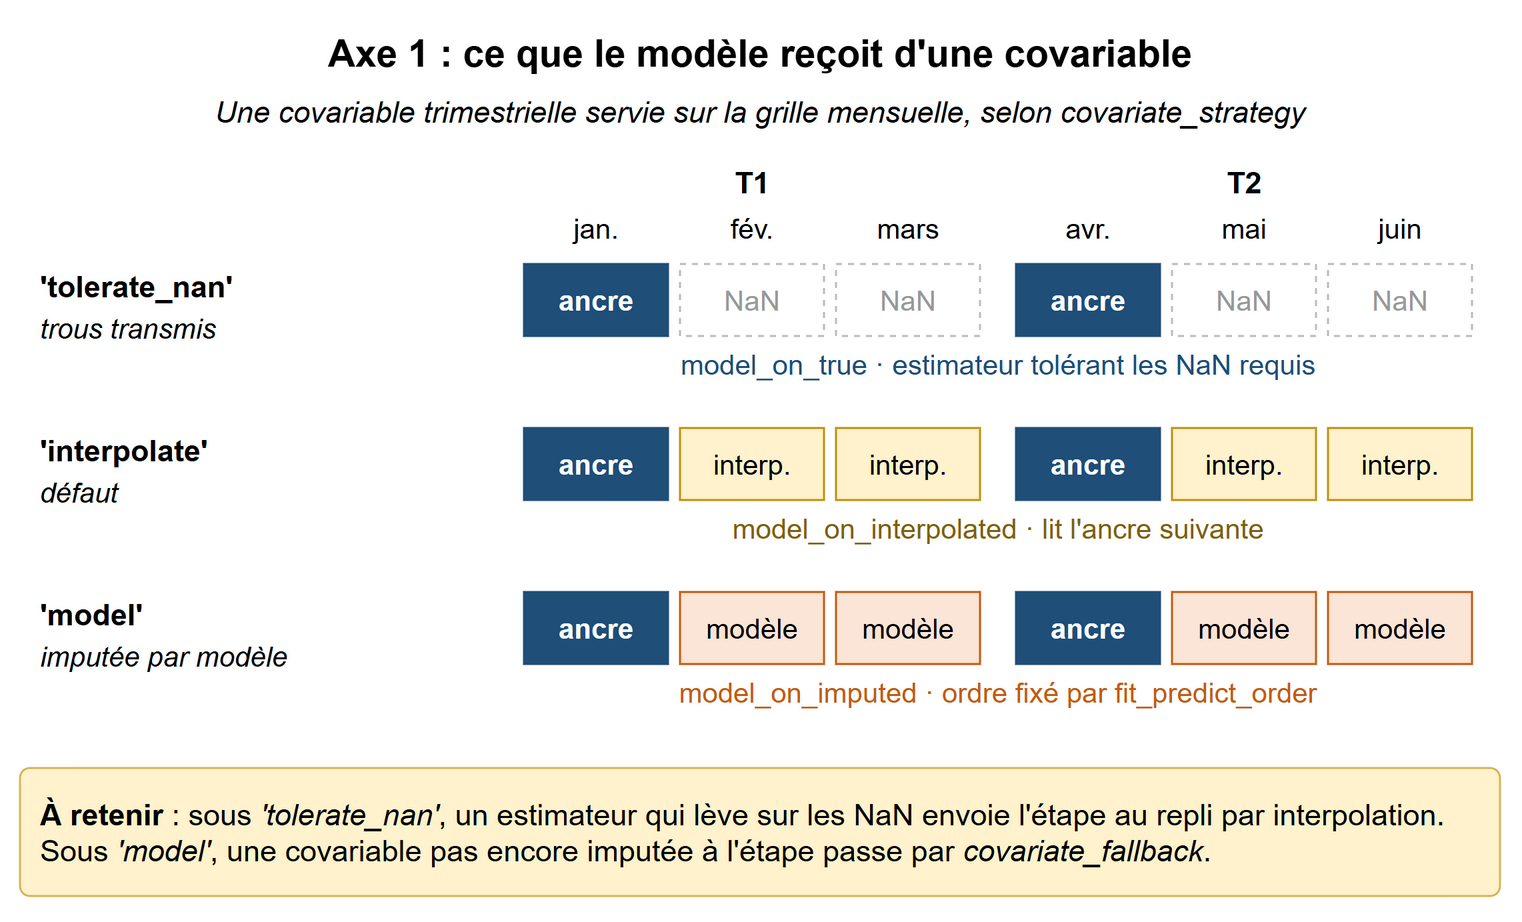 Axe 1 : ce que le modèle reçoit d'une covariable
Une covariable trimestrielle servie sur la grille mensuelle, selon covariate_strategy
T1 T2
jan. fév. mars avr. mai juin
'tolerate_nan'
trous transmis
ancre NaN NaN ancre NaN NaN
model_on_true · estimateur tolérant les NaN requis
'interpolate'
défaut
ancre interp. interp. ancre interp. interp.
model_on_interpolated · lit l'ancre suivante
'model'
imputée par modèle
ancre modèle modèle ancre modèle modèle
model_on_imputed · ordre fixé par fit_predict_order
À retenir : sous 'tolerate_nan', un estimateur qui lève sur les NaN envoie l'étape au repli par interpolation.
Sous 'model', une covariable pas encore imputée à l'étape passe par covariate_fallback.